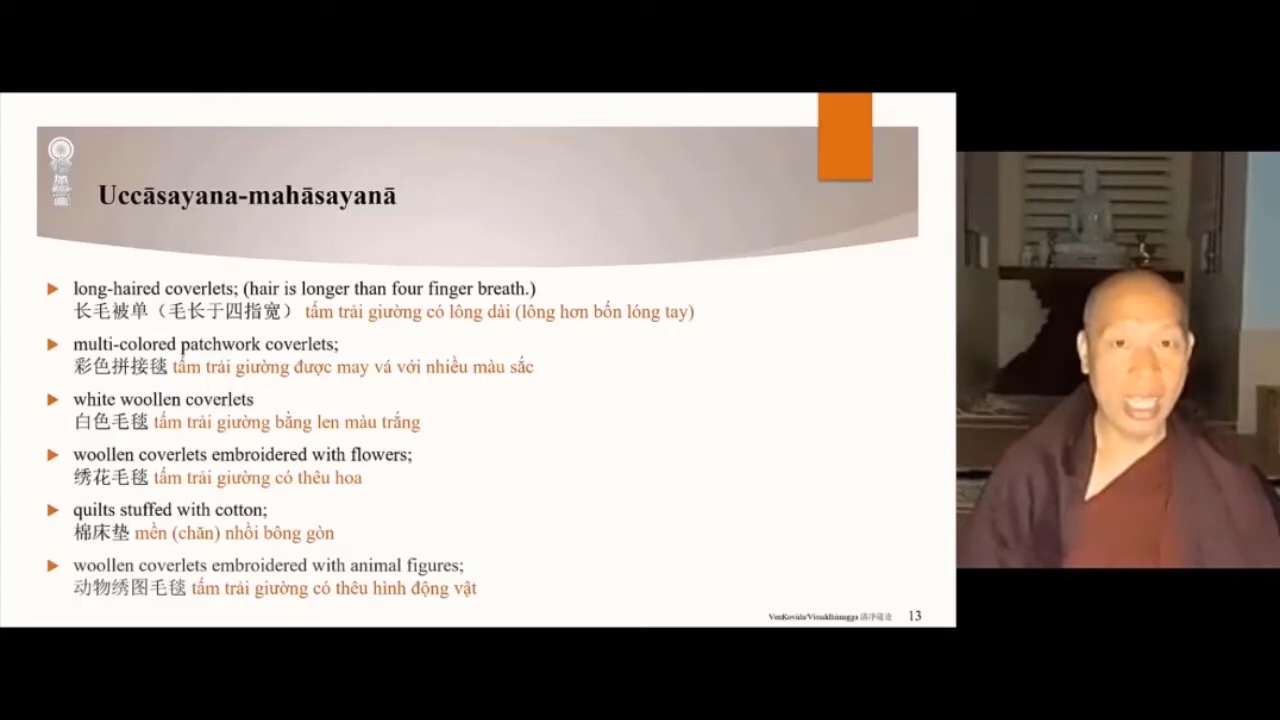 Uccāsayana-mahāsayanā
long-haired coverlets; (hair is longer than four finger breath.)
长毛被单（毛长于四指宽） tấm trải giường có lông dài (lông hơn bốn lóng tay)
multi-colored patchwork coverlets;
彩色拼接毯 tấm trải giường được may vá với nhiều màu sắc
white woollen coverlets
白色毛毯 tấm trải giường bằng len màu trắng
woollen coverlets embroidered with flowers;
绣花毛毯 tấm trải giường có thêu hoa
quilts stuffed with cotton;
棉床垫 mền (chăn) nhồi bông gòn
woollen coverlets embroidered with animal figures;
动物绣图毛毯 tấm trải giường có thêu hình động vật
VenKovida/Visuddhimagga 清净道论 13